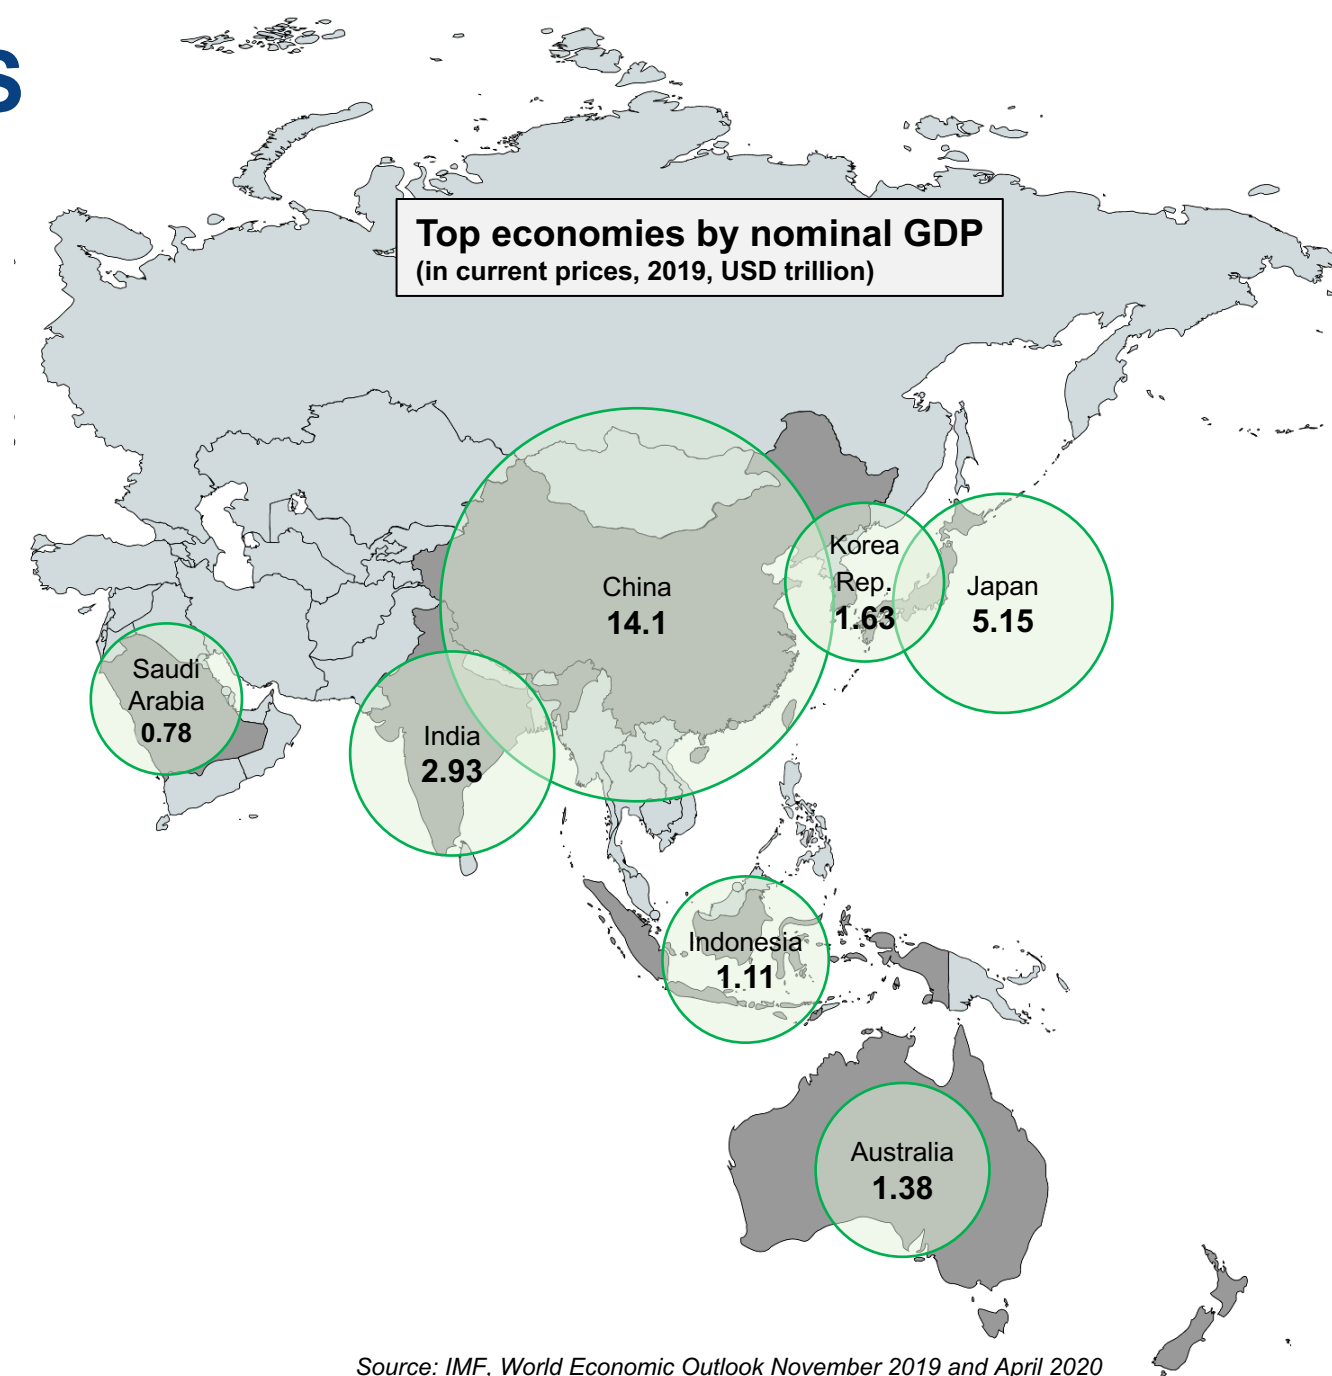 S
Top economies by nominal GDP
(in current prices, 2019, USD trillion)
Korea
Rep.
1.63
China
14.1
Japan
5.15
Saudi
Arabia
0.78
India
2.93
Indonesia
1.11
Australia
1.38
Source: IMF, World Economic Outlook November 2019 and April 2020